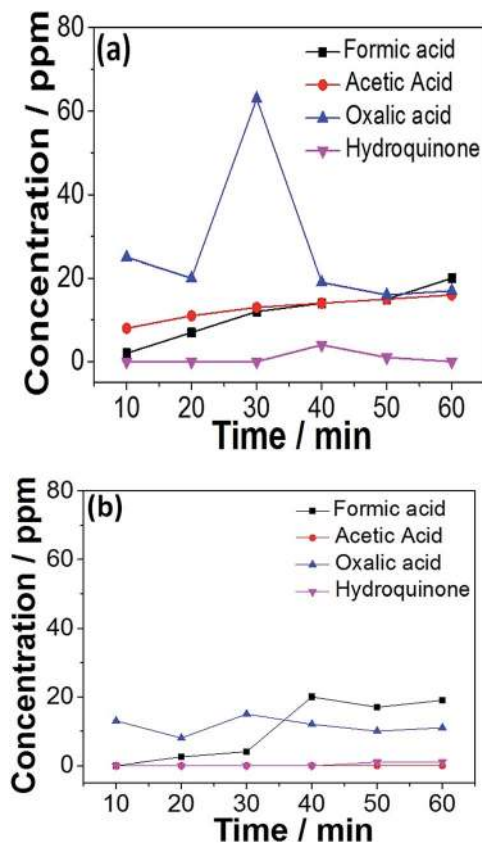 (a)
Formic acid
Acetic Acid
Oxalic acid
Hydroquinone
80
60
40
20
0
Concentration / ppm
10 20 30 40 50 60
Time / min
(b)
Formic acid
Acetic Acid
Oxalic acid
Hydroquinone
80
60
40
20
0
Concentration / ppm
10 20 30 40 50 60
Time / min